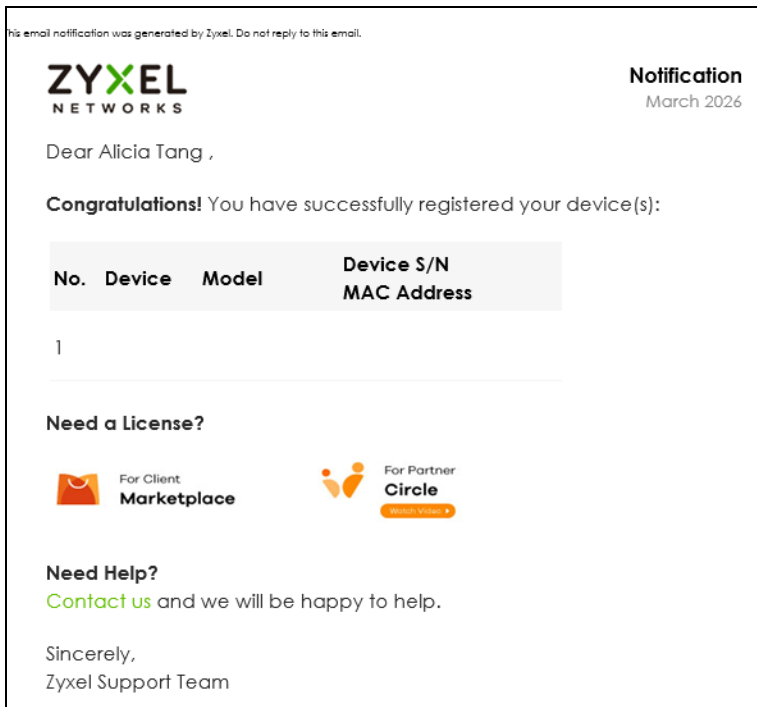 This email notification was generated by Zyxel. Do not reply to this email.
ZYXEL
NETWORKS
Notification
March 2026
Dear Alicia Tang ,
Congratulations! You have successfully registered your device(s):
No. Device Model Device S/N
MAC Address
1
Need a License?
For Client
Marketplace
For Partner
Circle
Watch Video
Need Help?
Contact us and we will be happy to help.
Sincerely,
Zyxel Support Team